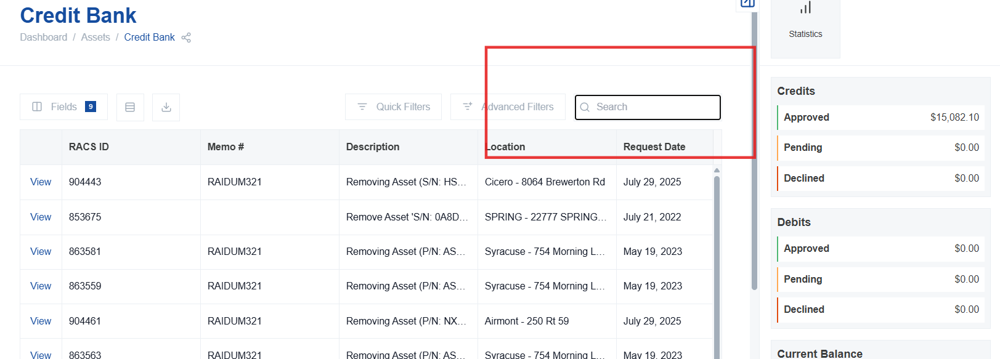 Credit Bank
Dashboard / Assets / Credit Bank
Statistics
Fields 9 Quick Filters Advanced Filters Search
RACS ID Memo # Description Location Request Date
View 904443 RAIDUM321 Removing Asset (S/N: HS... Cicero - 8064 Brewerton Rd July 29, 2025
View 853675 Remove Asset 'S/N: 0A8D... SPRING - 22777 SPRING... July 21, 2022
View 863581 RAIDUM321 Removing Asset (P/N: AS... Syracuse - 754 Morning L... May 19, 2023
View 863559 RAIDUM321 Removing Asset (P/N: AS... Syracuse - 754 Morning L... May 19, 2023
View 904461 RAIDUM321 Removing Asset (P/N: NX... Airmont - 250 Rt 59 July 29, 2025
View 863563 RAIDUM321 Removing Asset (P/N: AS... Syracuse - 754 Morning L... May 19, 2023
Credits
Approved $15,082.10
Pending $0.00
Declined $0.00
Debits
Approved $0.00
Pending $0.00
Declined $0.00
Current Balance